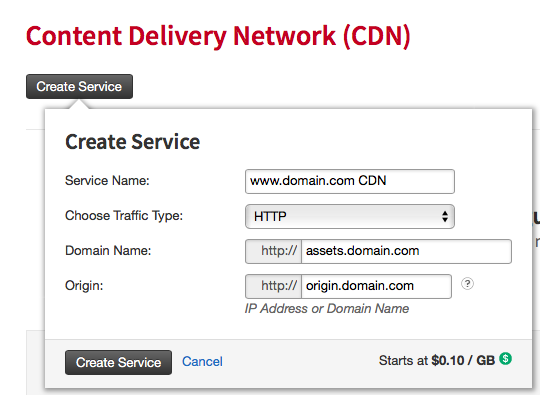 Content Delivery Network (CDN)
Create Service
Create Service
Service Name: www.domain.com CDN
Choose Traffic Type: HTTP
Domain Name: http:// assets.domain.com
Origin: http:// origin.domain.com ?
IP Address or Domain Name
Create Service Cancel Starts at $0.10 / GB $